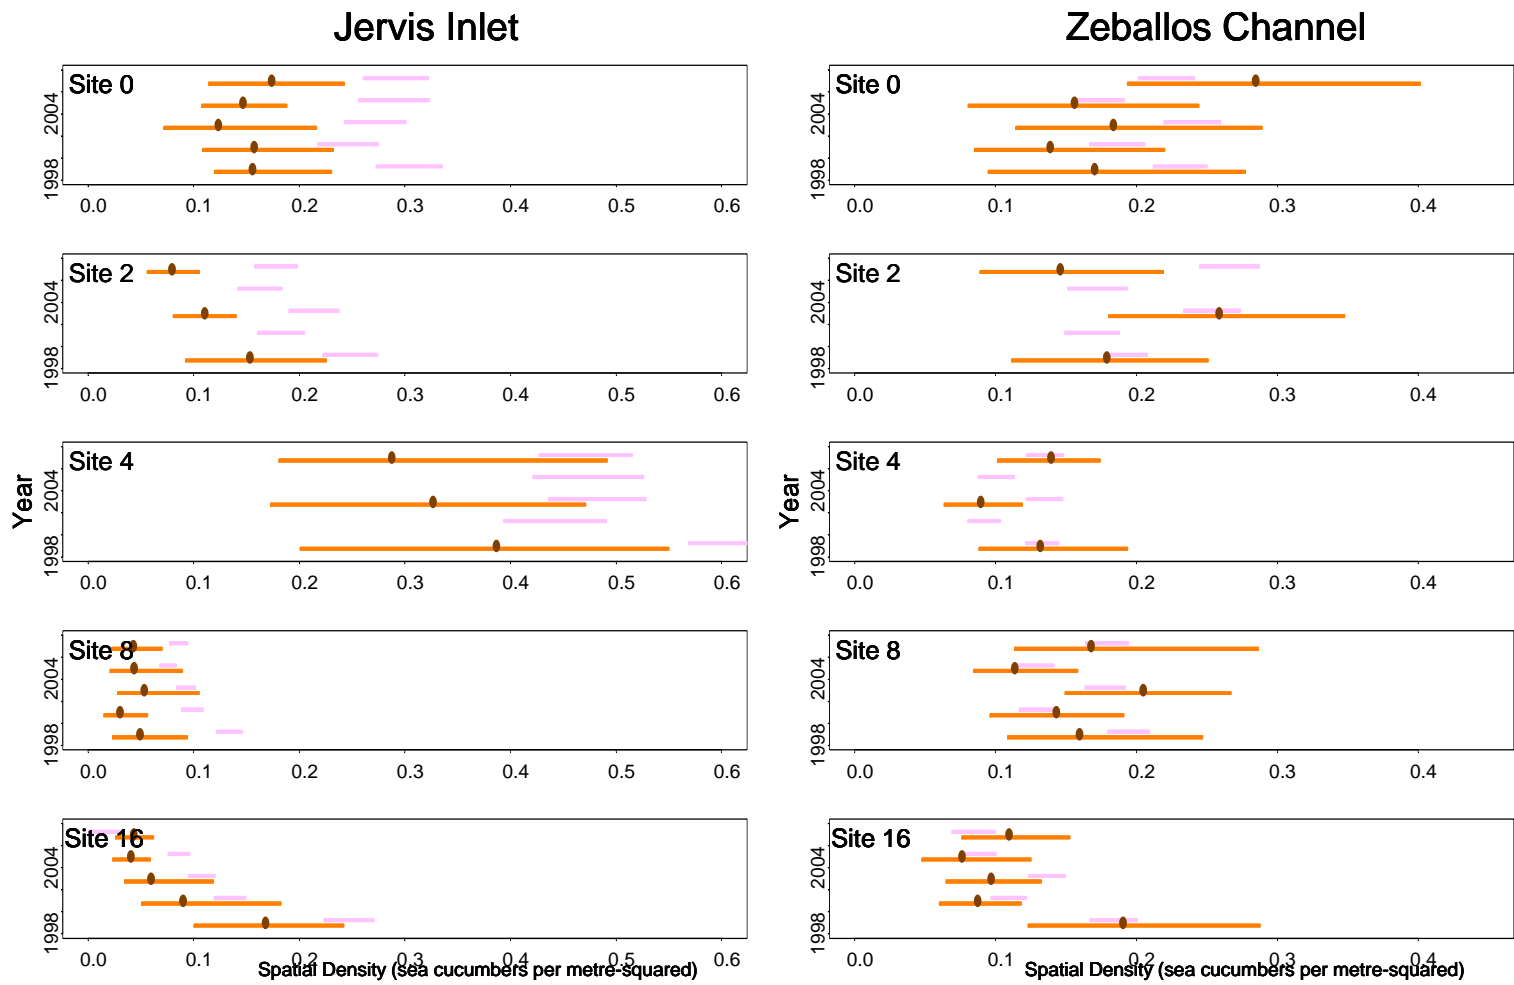 Jervis Inlet
Site 0
2004
1998
0.0 0.1 0.2 0.3 0.4 0.5 0.6
Site 2
2004
1998
0.0 0.1 0.2 0.3 0.4 0.5 0.6
Site 4
Year
2004
1998
0.0 0.1 0.2 0.3 0.4 0.5 0.6
Site 8
2004
1998
0.0 0.1 0.2 0.3 0.4 0.5 0.6
Site 16
2004
1998
0.0 0.1 0.2 0.3 0.4 0.5 0.6
Spatial Density (sea cucumbers per metre-squared)
Zeballos Channel
Site 0
2004
1998
0.0 0.1 0.2 0.3 0.4
Site 2
2004
1998
0.0 0.1 0.2 0.3 0.4
Site 4
Year
2004
1998
0.0 0.1 0.2 0.3 0.4
Site 8
2004
1998
0.0 0.1 0.2 0.3 0.4
Site 16
2004
1998
0.0 0.1 0.2 0.3 0.4
Spatial Density (sea cucumbers per metre-squared)